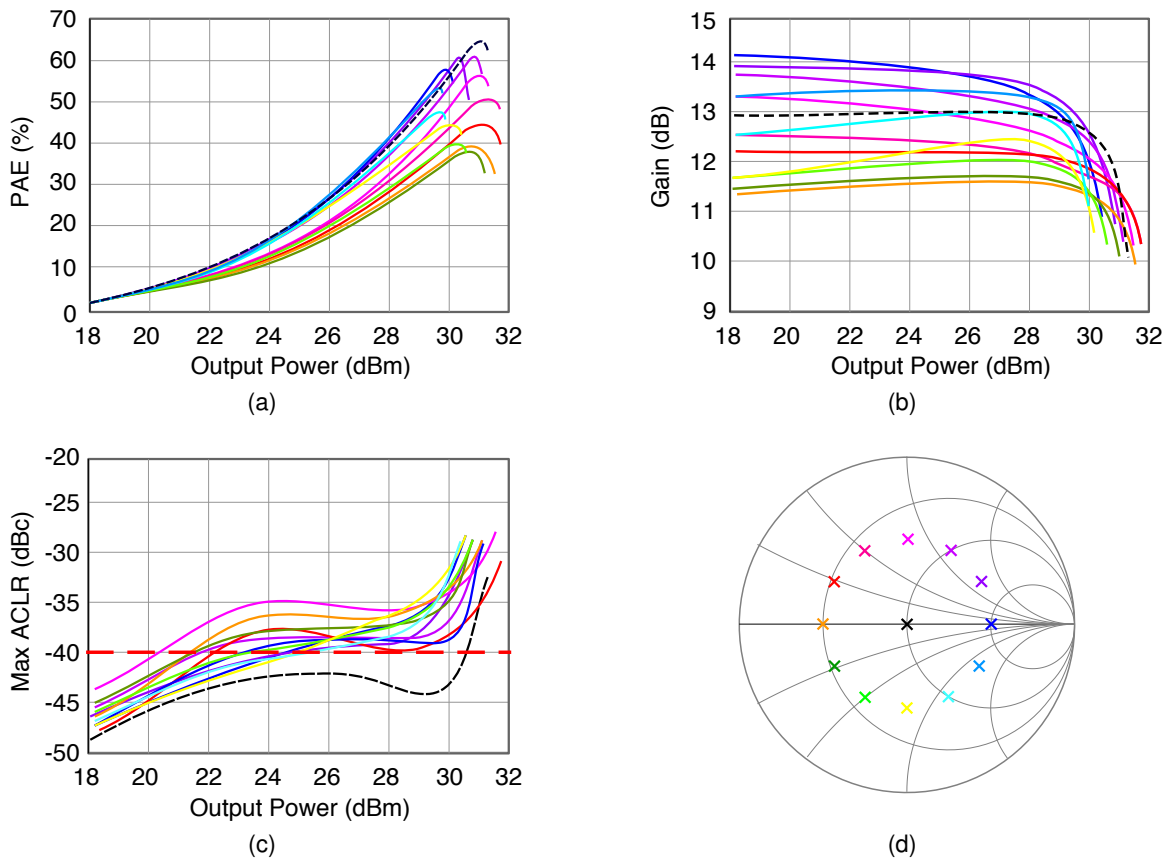 70
60
50
40
30
20
10
0
PAE (%)
18 20 22 24 26 28 30 32
Output Power (dBm)
(a)
15
14
13
12
11
10
9
Gain (dB)
18 20 22 24 26 28 30 32
Output Power (dBm)
(b)
-20
-25
-30
-35
-40
-45
-50
Max ACLR (dBc)
18 20 22 24 26 28 30 32
Output Power (dBm)
(c)
(d)